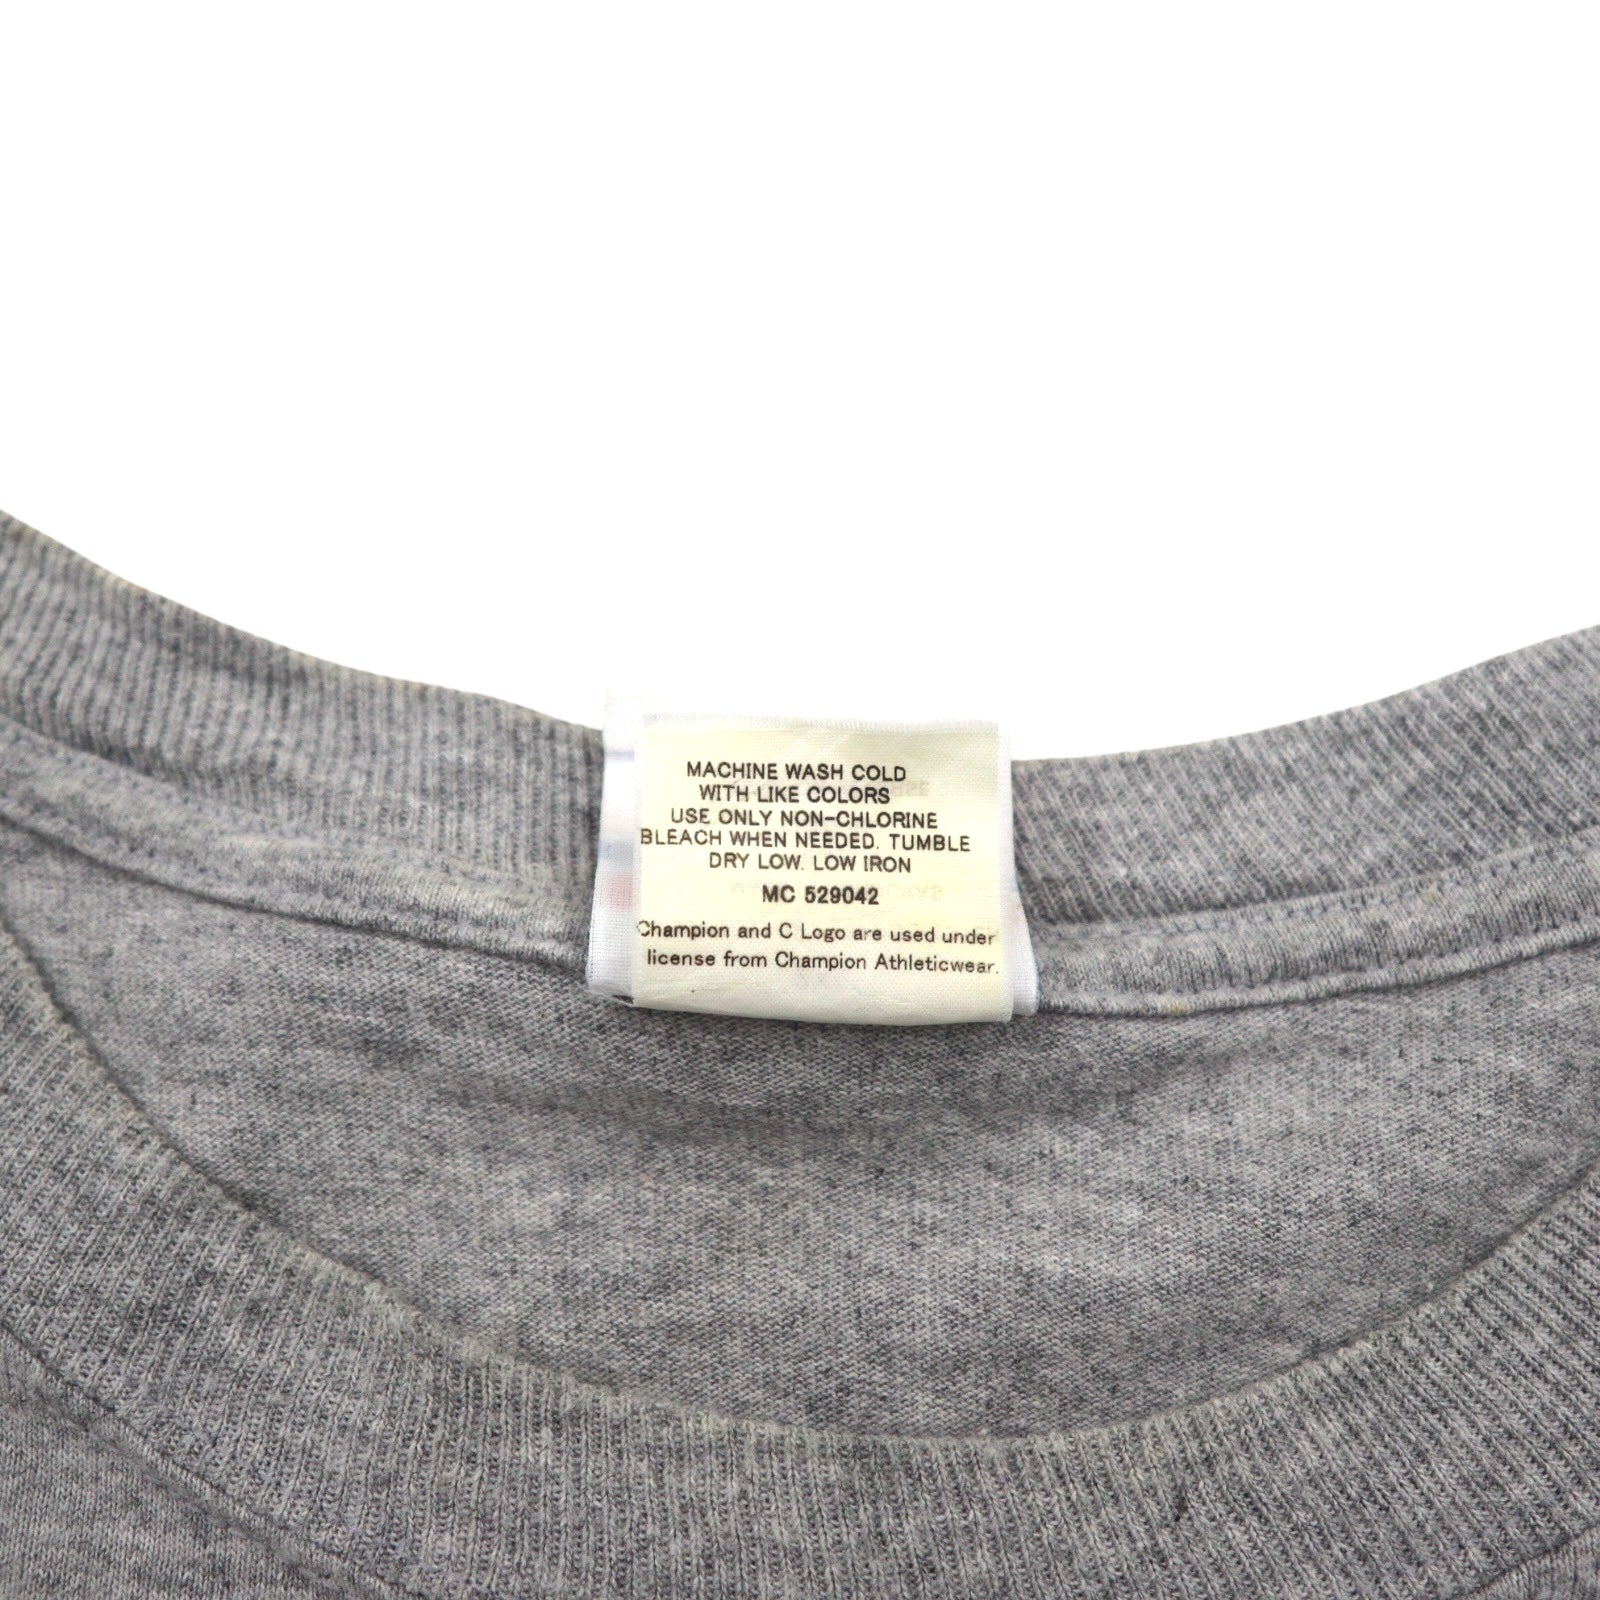 MACHINE WASH COLD
WITH LIKE COLORS
USE ONLY NON-CHLORINE
BLEACH WHEN NEEDED. TUMBLE
DRY LOW. LOW IRON
MC 529042
Champion and C Logo are used under
license from Champion Athleticwear.